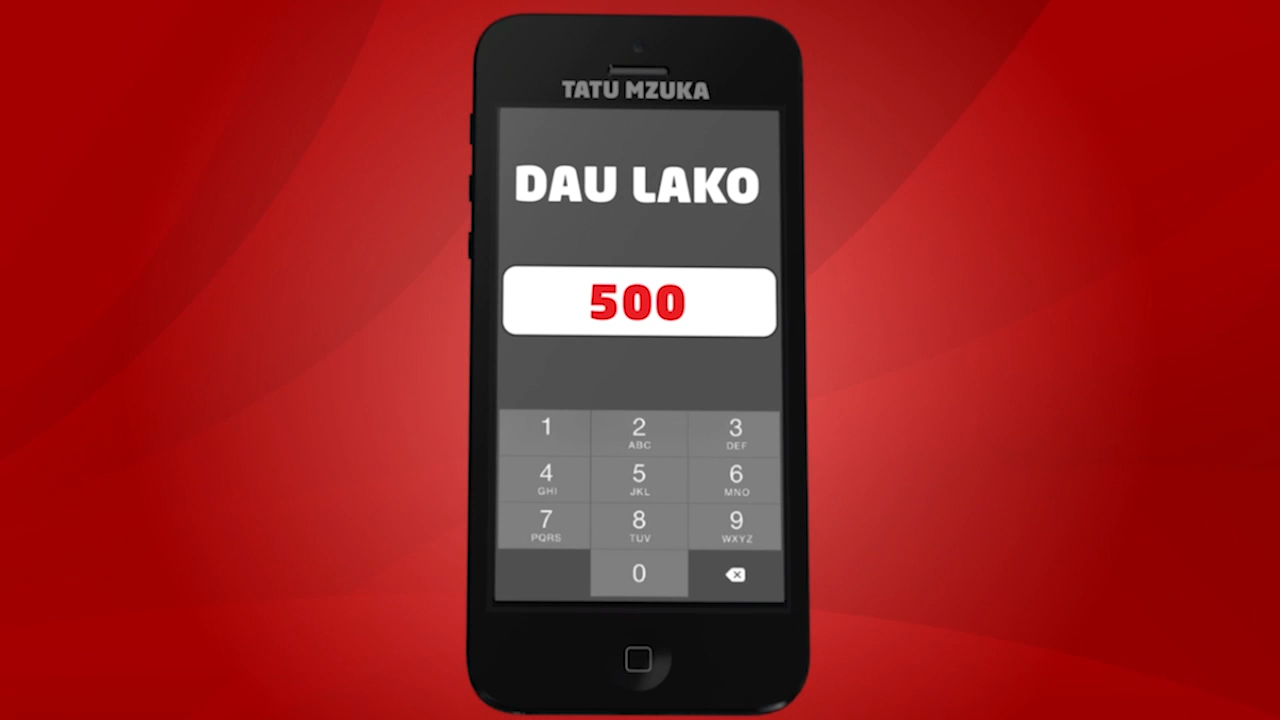 TATU MZUKA
DAU LAKO
500
1 2 3
ABC DEF
4 5 6
GHI JKL MNO
7 8 9
PQRS TUV WXYZ
0